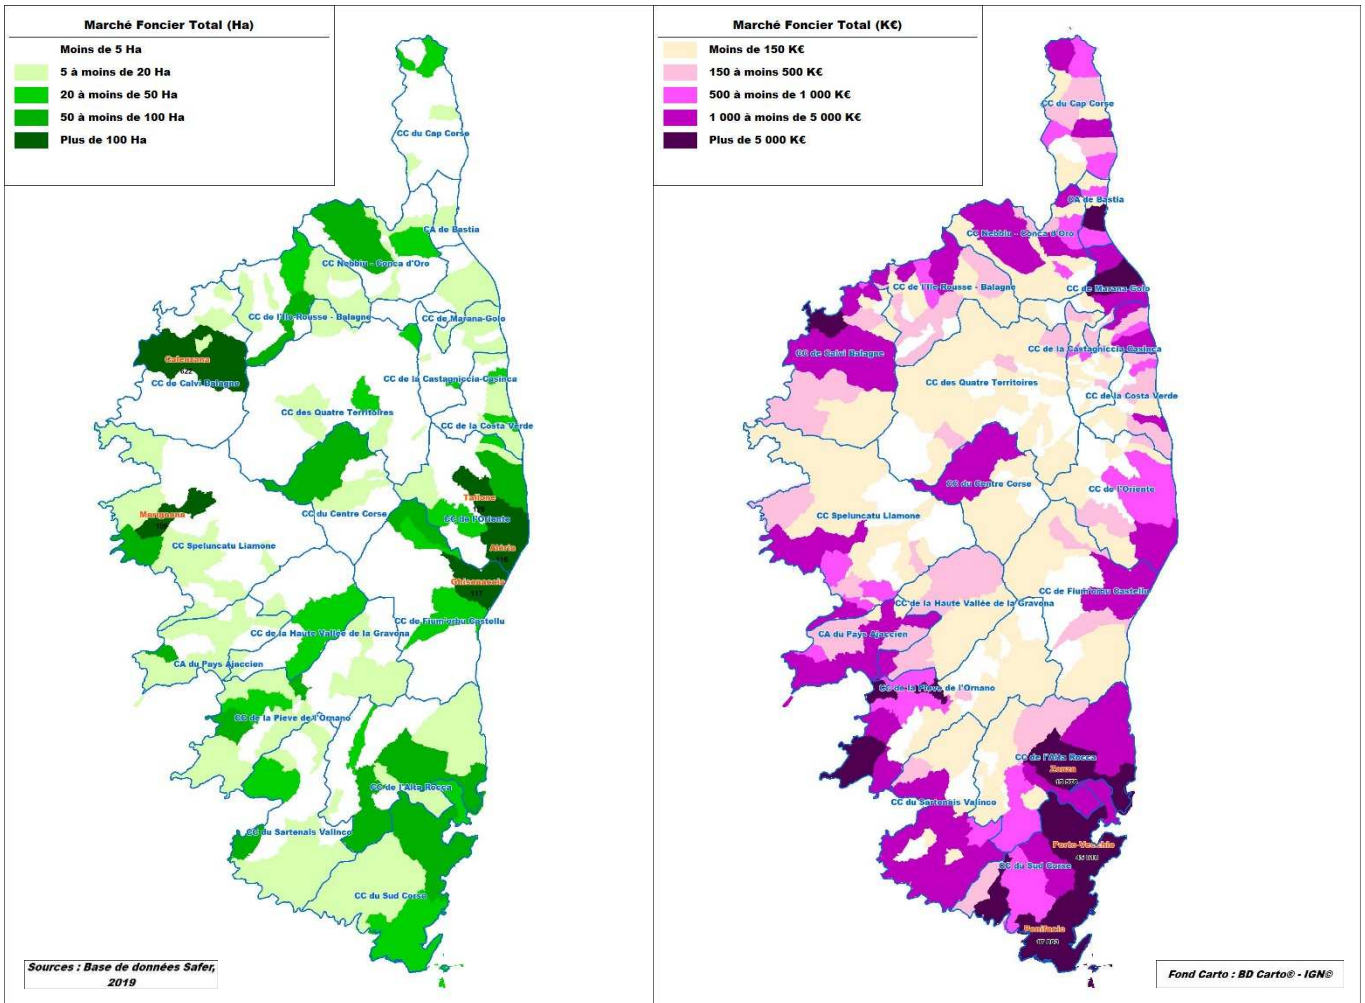 Marché Foncier Total (Ha)
Moins de 5 Ha
5 à moins de 20 Ha
20 à moins de 50 Ha
50 à moins de 100 Ha
Plus de 100 Ha
CC du Cap Corse
CA de Bastia
CC Nebbiu - Conca d'Oro
CC de l'Ile-Rousse - Balagne
CC de Marana-Golo
Calenzana
622
CC de Calvi Balagne
CC de la Castagniccia-Casinca
CC des Quatre Territoires
CC de la Costa Verde
Tallone
Marignana
CC du Centre Corse
CC de l'Oriente
CC Speluncatu Liamone
Aléria
Ghisonaccia
117
CC de Fium'orbu Castellu
CC de la Haute Vallée de la Gravona
CA du Pays Ajaccien
CC de la Pieve de l'Ornano
CC de l'Alta Rocca
CC du Sartenais Valinco
CC du Sud Corse
Sources : Base de données Safer,
2019
Marché Foncier Total (K€)
Moins de 150 K€
150 à moins 500 K€
500 à moins de 1 000 K€
1 000 à moins de 5 000 K€
Plus de 5 000 K€
CC du Cap Corse
CA de Bastia
CC Nebbiu - Conca d'Oro
CC de l'Ile-Rousse - Balagne
CC de Marana-Golo
CC de Calvi Balagne
CC de la Castagniccia-Casinca
CC des Quatre Territoires
CC de la Costa Verde
CC du Centre Corse
CC de l'Oriente
CC Speluncatu Liamone
CC de Fium'orbu Castellu
CC de la Haute Vallée de la Gravona
CA du Pays Ajaccien
CC de la Pieve de l'Ornano
CC de l'Alta Rocca
Zonza
CC du Sartenais Valinco
Porto-Vecchio
CC du Sud Corse
Bonifacio
Fond Carto : BD Carto® - IGN®